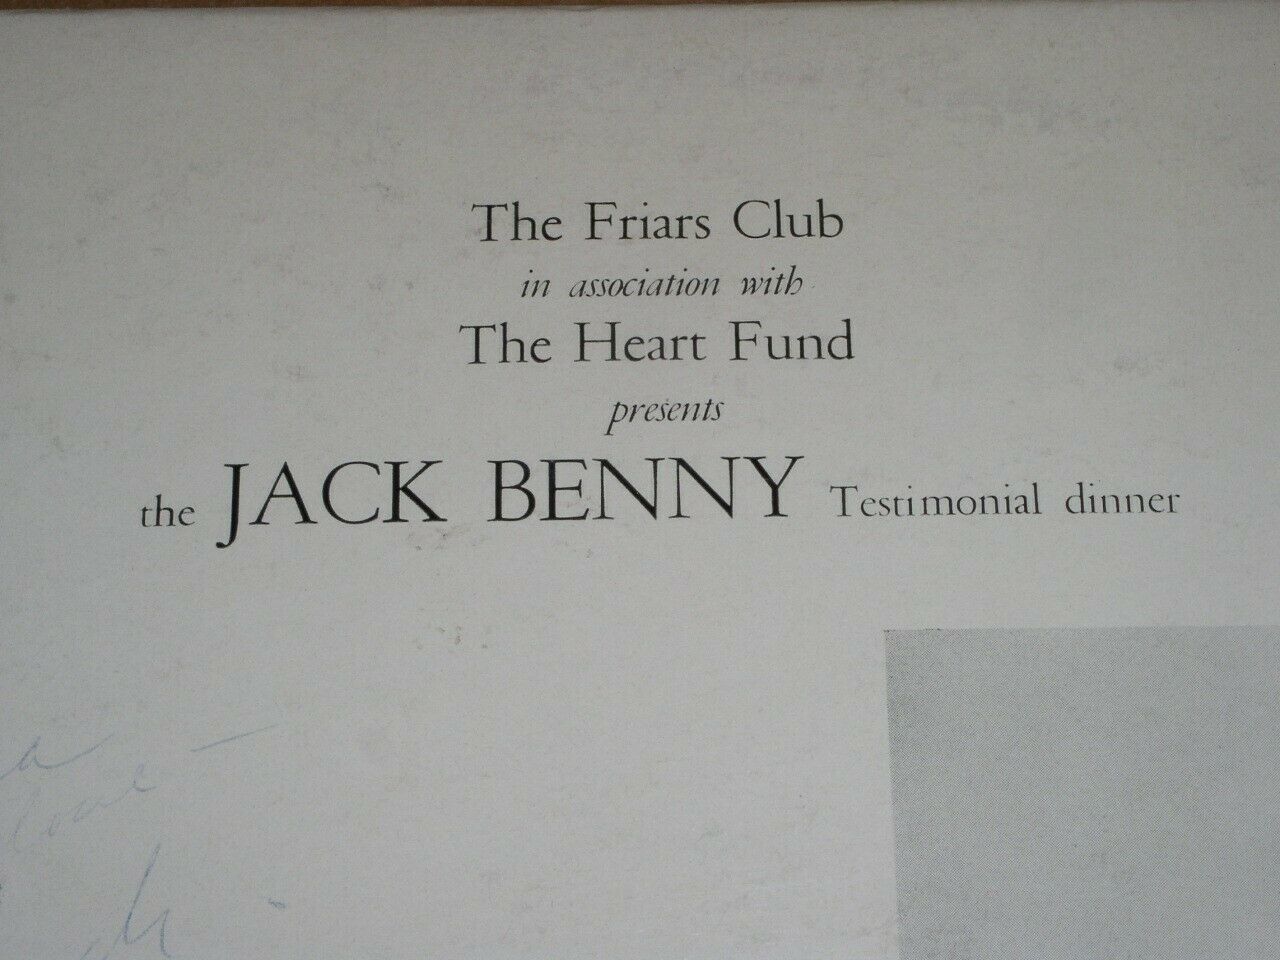 The Friars Club
in association with
The Heart Fund
presents
the JACK BENNY Testimonial dinner